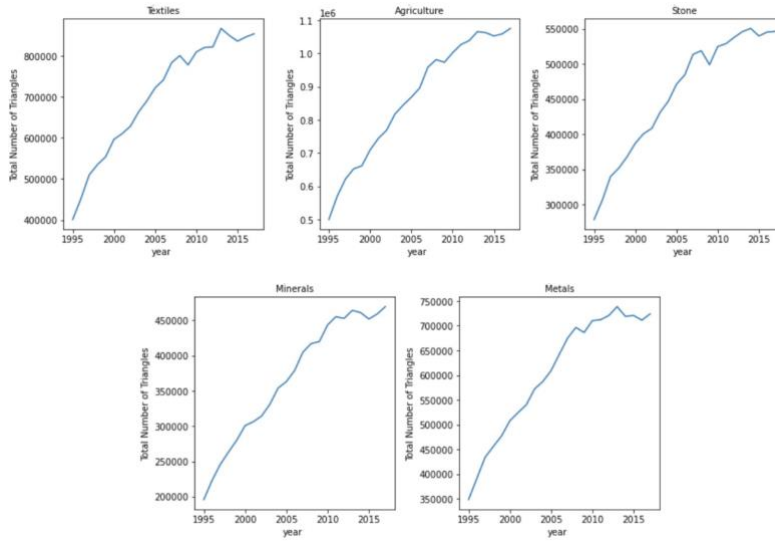 Textiles
Total Number of Triangles
800000
700000
600000
500000
400000
1995 2000 2005 2010 2015
year
Agriculture
1e6
Total Number of Triangles
1.1
1.0
0.9
0.8
0.7
0.6
0.5
1995 2000 2005 2010 2015
year
Stone
Total Number of Triangles
550000
500000
450000
400000
350000
300000
1995 2000 2005 2010 2015
year
Minerals
Total Number of Triangles
450000
400000
350000
300000
250000
200000
1995 2000 2005 2010 2015
year
Metals
Total Number of Triangles
750000
700000
650000
600000
550000
500000
450000
400000
350000
1995 2000 2005 2010 2015
year